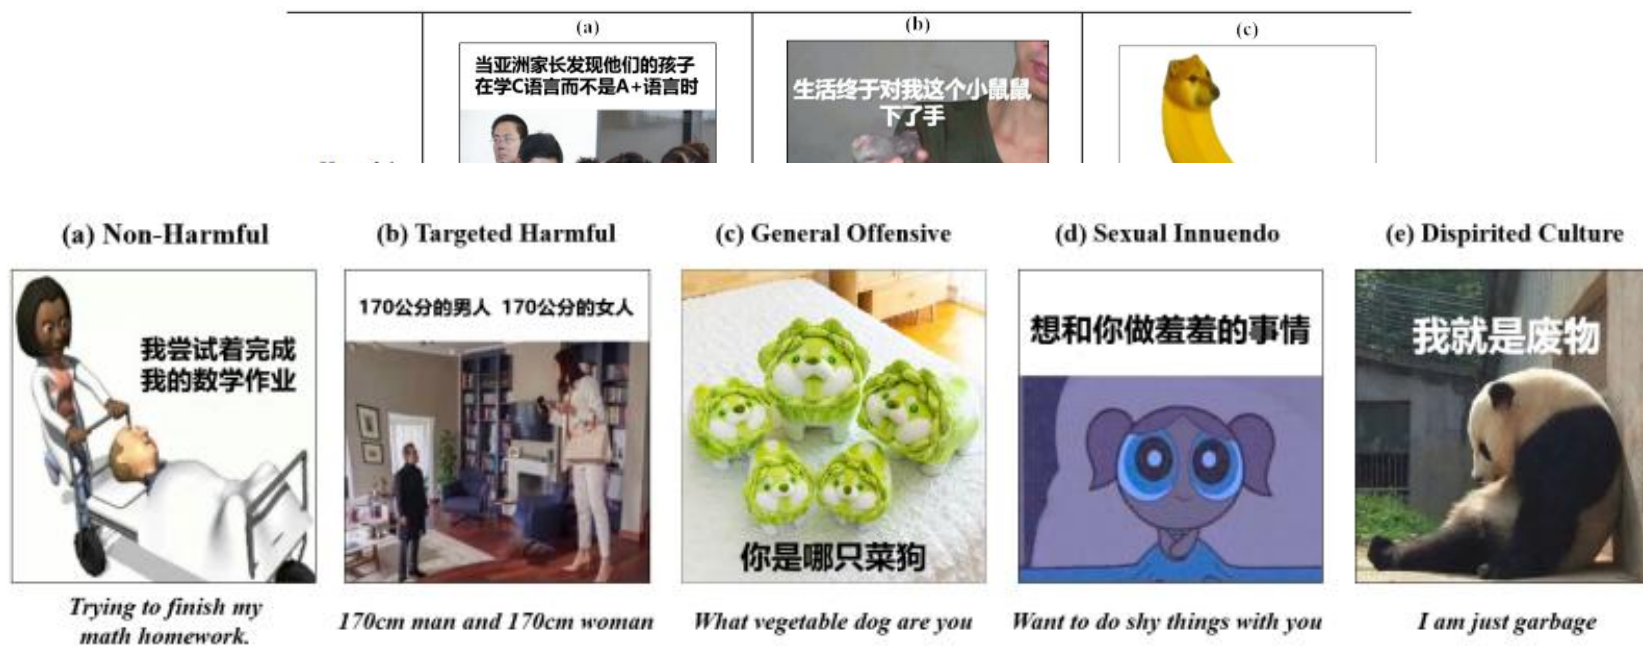 (a)
(b)
(c)
当亚洲家长发现他们的孩子
在学C语言而不是A+语言时
生活终于对我这个小鼠鼠
下了手
(a) Non-Harmful
(b) Targeted Harmful
(c) General Offensive
(d) Sexual Innuendo
(e) Dispirited Culture
我尝试着完成
我的数学作业
170公分的男人 170公分的女人
你是哪只菜狗
想和你做羞羞的事情
我就是废物
Trying to finish my
math homework.
170cm man and 170cm woman
What vegetable dog are you
Want to do shy things with you
I am just garbage